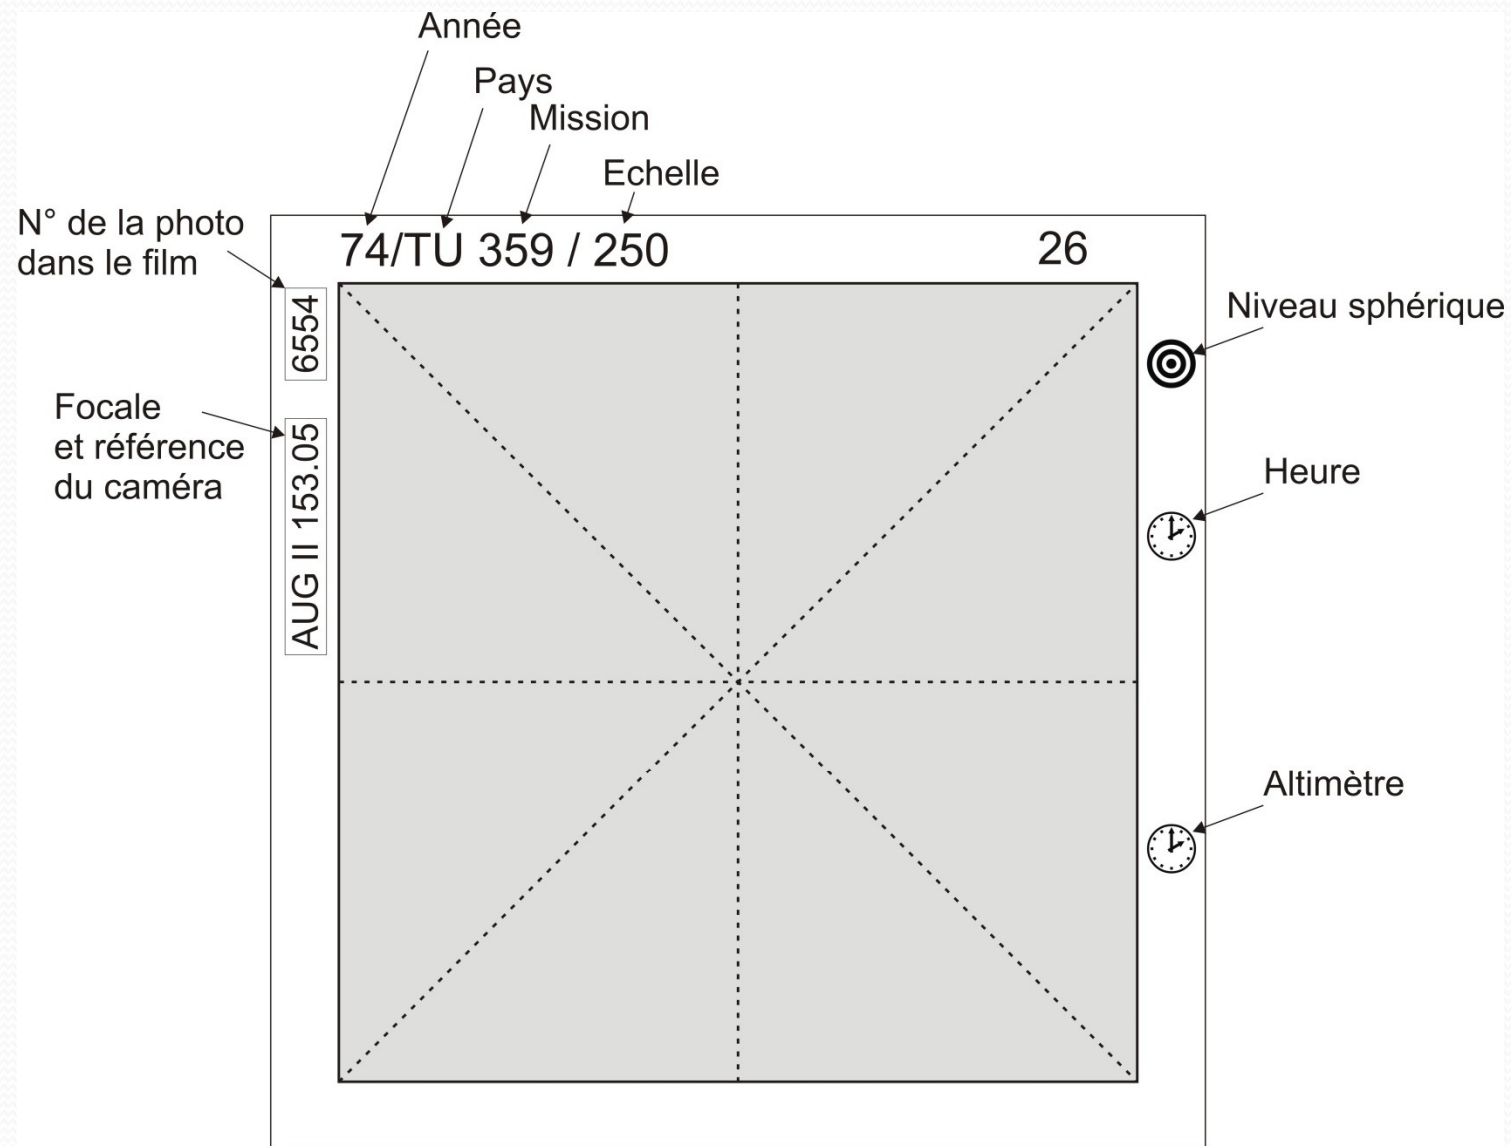 Année
Pays
Mission
Echelle
N° de la photo
dans le film
74/TU 359 / 250
26
6554
Niveau sphérique
Focale
et référence
du caméra
AUG II 153.05
Heure
Altimètre